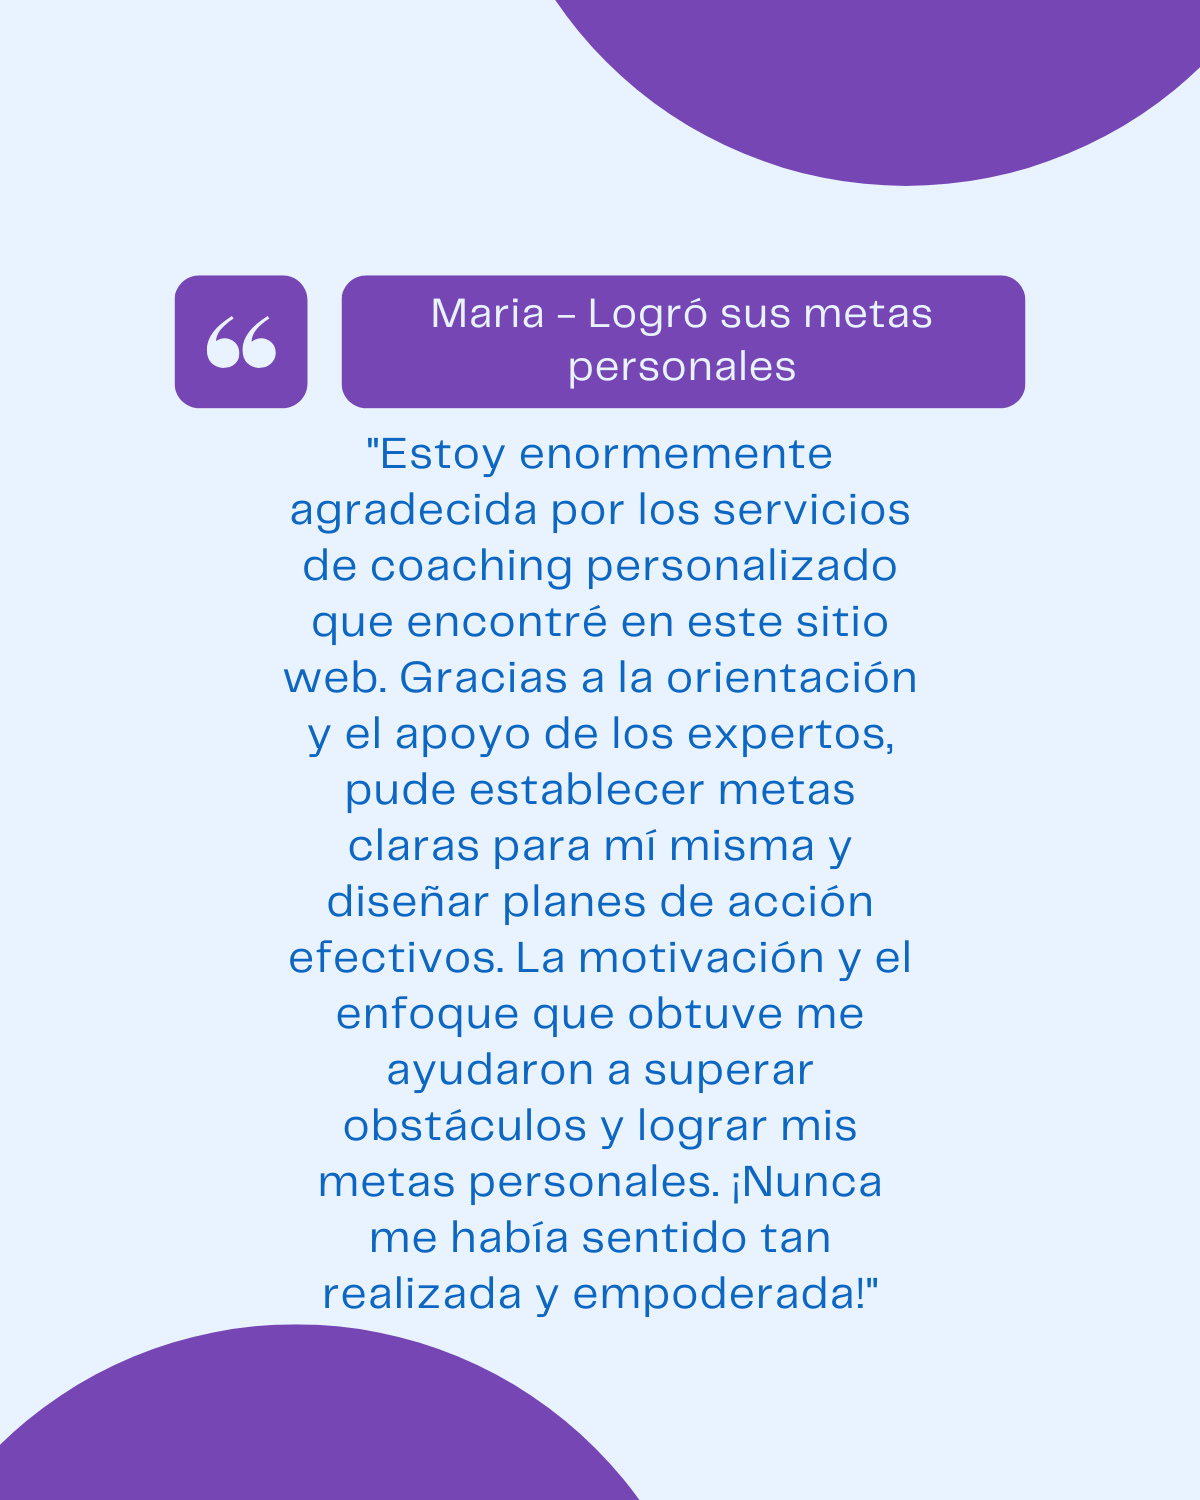 “
Maria – Logró sus metas
personales
"Estoy enormemente
agradecida por los servicios
de coaching personalizado
que encontré en este sitio
web. Gracias a la orientación
y el apoyo de los expertos,
pude establecer metas
claras para mí misma y
diseñar planes de acción
efectivos. La motivación y el
enfoque que obtuve me
ayudaron a superar
obstáculos y lograr mis
metas personales. ¡Nunca
me había sentido tan
realizada y empoderada!"